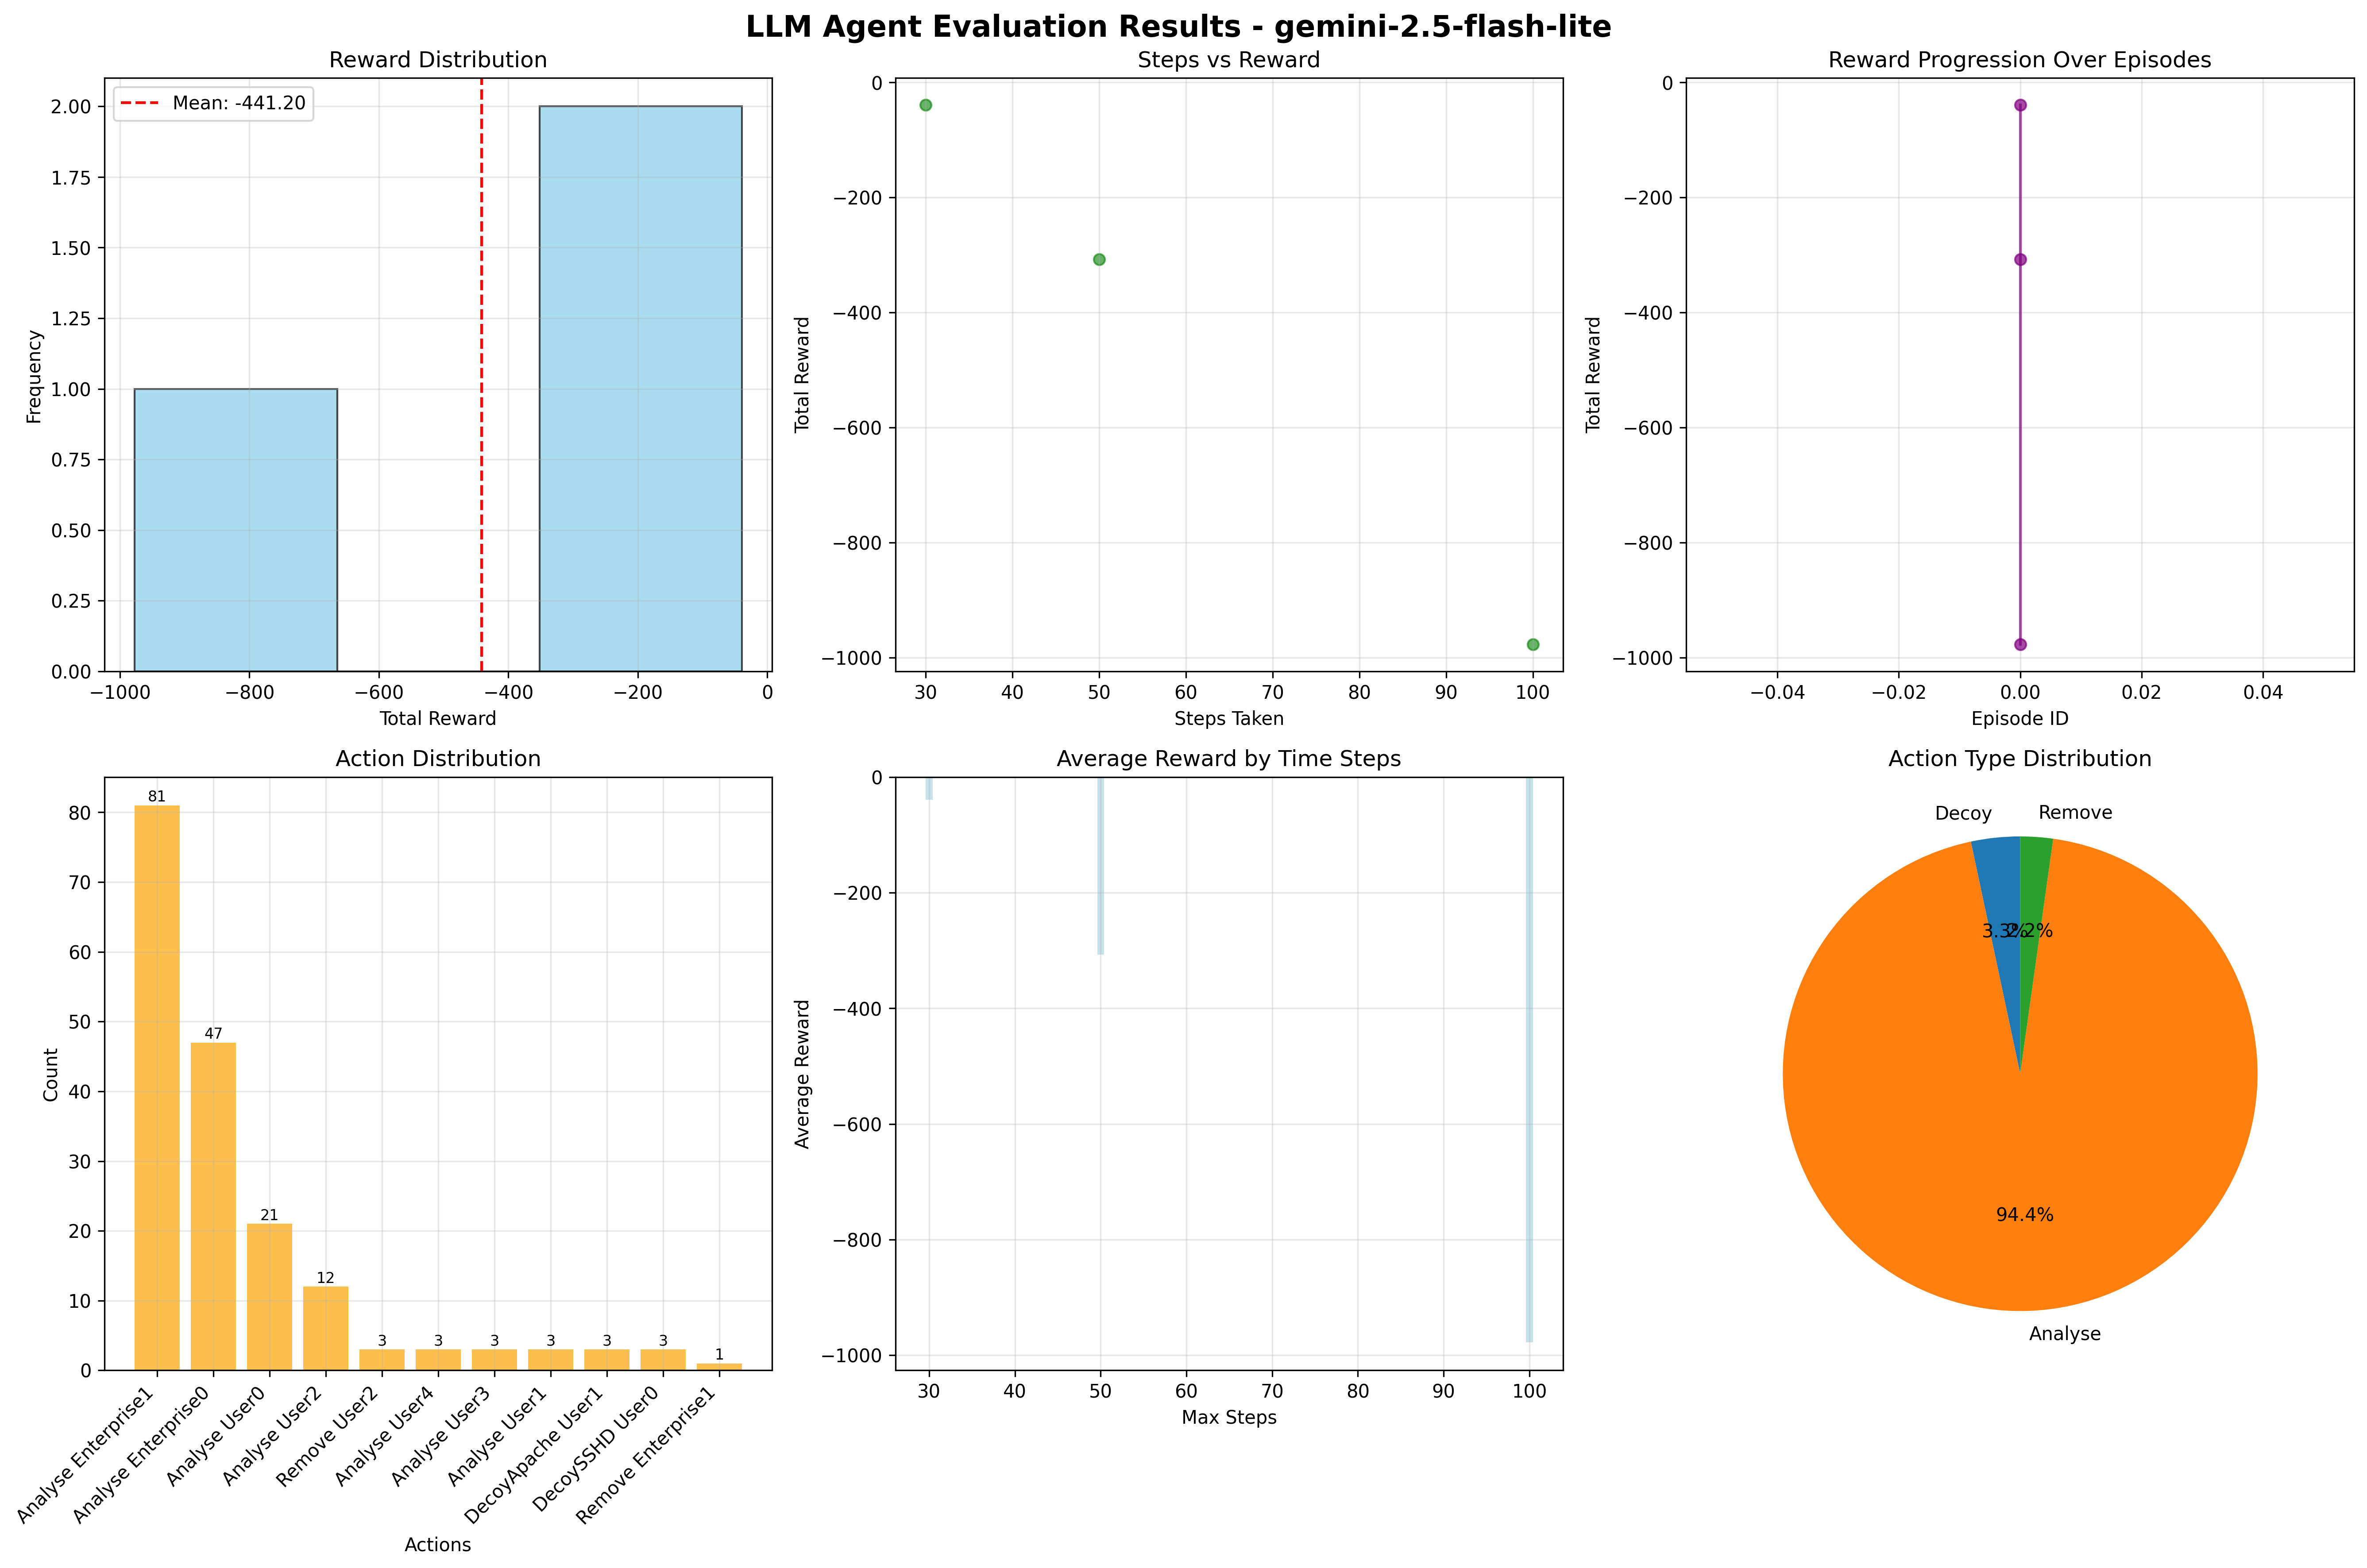 LLM Agent Evaluation Results - gemini-2.5-flash-lite
Reward Distribution
Mean: -441.20
2.00
1.75
1.50
1.25
1.00
0.75
0.50
0.25
0.00
Frequency
−1000
−800
−600
−400
−200
0
Total Reward
Steps vs Reward
0
−200
−400
−600
−800
−1000
Total Reward
30
40
50
60
70
80
90
100
Steps Taken
Reward Progression Over Episodes
0
−200
−400
−600
−800
−1000
Total Reward
−0.04
−0.02
0.00
0.02
0.04
Episode ID
Action Distribution
80
70
60
50
40
30
20
10
0
Count
81
47
21
12
3
3
3
3
3
3
1
Analyse Enterprise1
Analyse Enterprise0
Analyse User0
Analyse User2
Remove User2
Analyse User4
Analyse User3
Analyse User1
DecoyApache User1
DecoySSHD User0
Remove Enterprise1
Actions
Average Reward by Time Steps
0
−200
−400
−600
−800
−1000
Average Reward
30
40
50
60
70
80
90
100
Max Steps
Action Type Distribution
Decoy
Remove
3.3%
2.2%
94.4%
Analyse